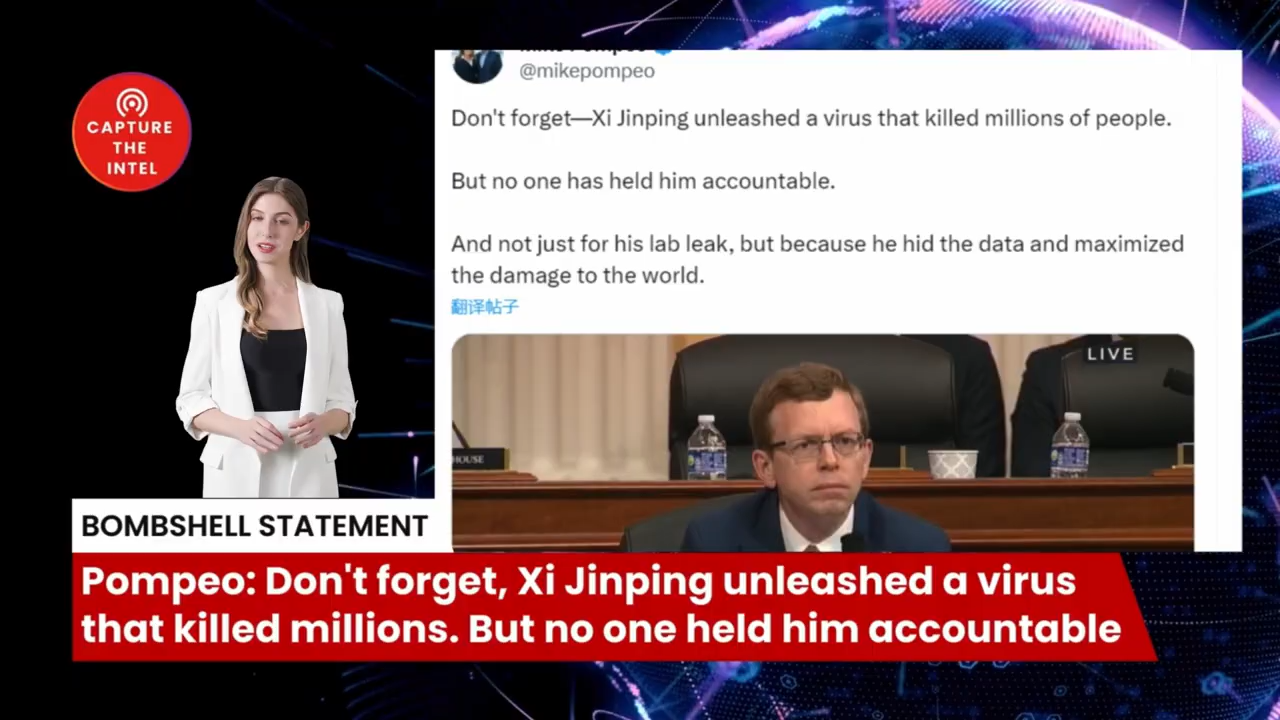 CAPTURE
THE
INTEL
@mikepompeo
Don't forget—Xi Jinping unleashed a virus that killed millions of people.
But no one has held him accountable.
And not just for his lab leak, but because he hid the data and maximized
the damage to the world.
翻译帖子
LIVE
HOUSE
BOMBSHELL STATEMENT
Pompeo: Don't forget, Xi Jinping unleashed a virus
that killed millions. But no one held him accountable